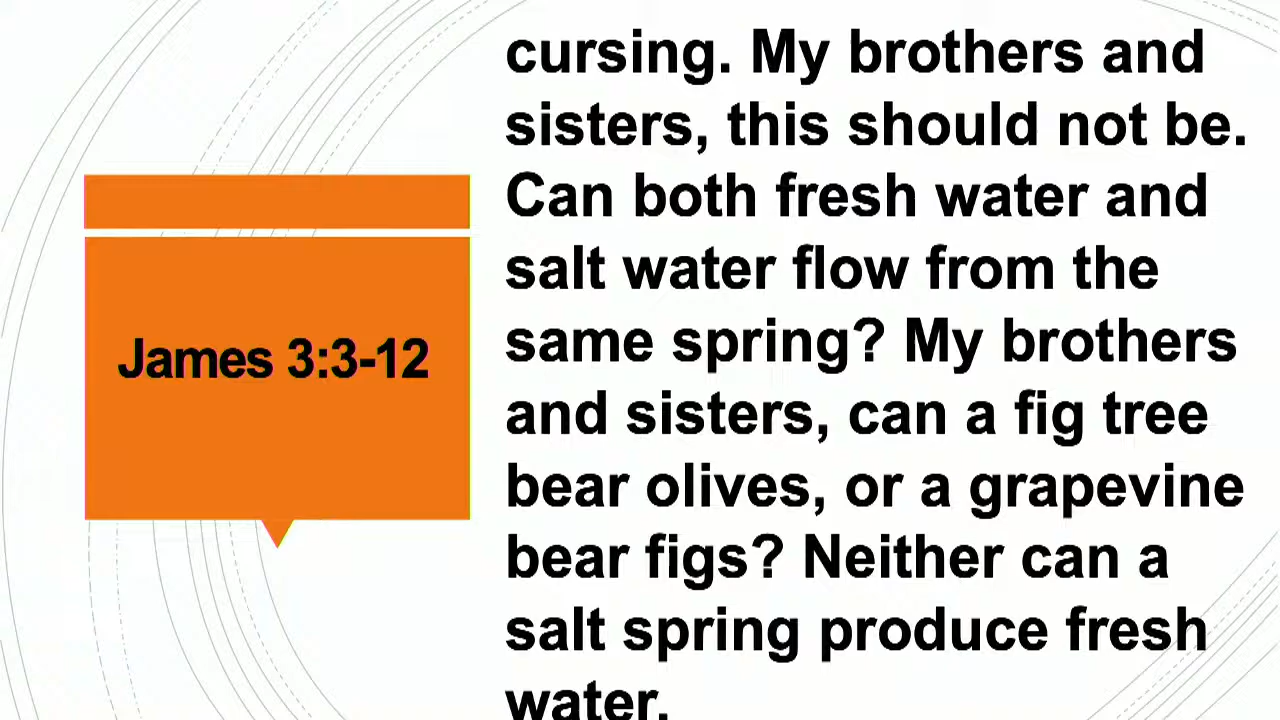 James 3:3-12
cursing. My brothers and
sisters, this should not be.
Can both fresh water and
salt water flow from the
same spring? My brothers
and sisters, can a fig tree
bear olives, or a grapevine
bear figs? Neither can a
salt spring produce fresh
water.